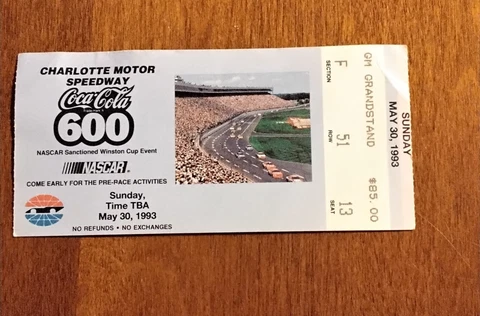 CHARLOTTE MOTOR
SPEEDWAY
Coca-Cola
600
NASCAR Sanctioned Winston Cup Event
NASCAR
COME EARLY FOR THE PRE-PACE ACTIVITIES
Sunday,
Time TBA
May 30, 1993
NO REFUNDS • NO EXCHANGES
SECTION
F
ROW
51
SEAT
13
GM GRANDSTAND
$85.00
SUNDAY
MAY 30, 1993